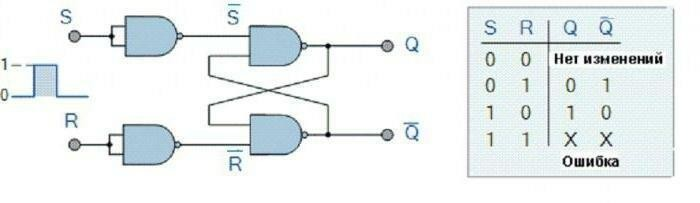 S
S̅
Q
1
0
R
R̅
Q̅
S R Q Q̅
0 0 Нет изменений
0 1 0 1
1 0 1 0
1 1 X X
Ошибка